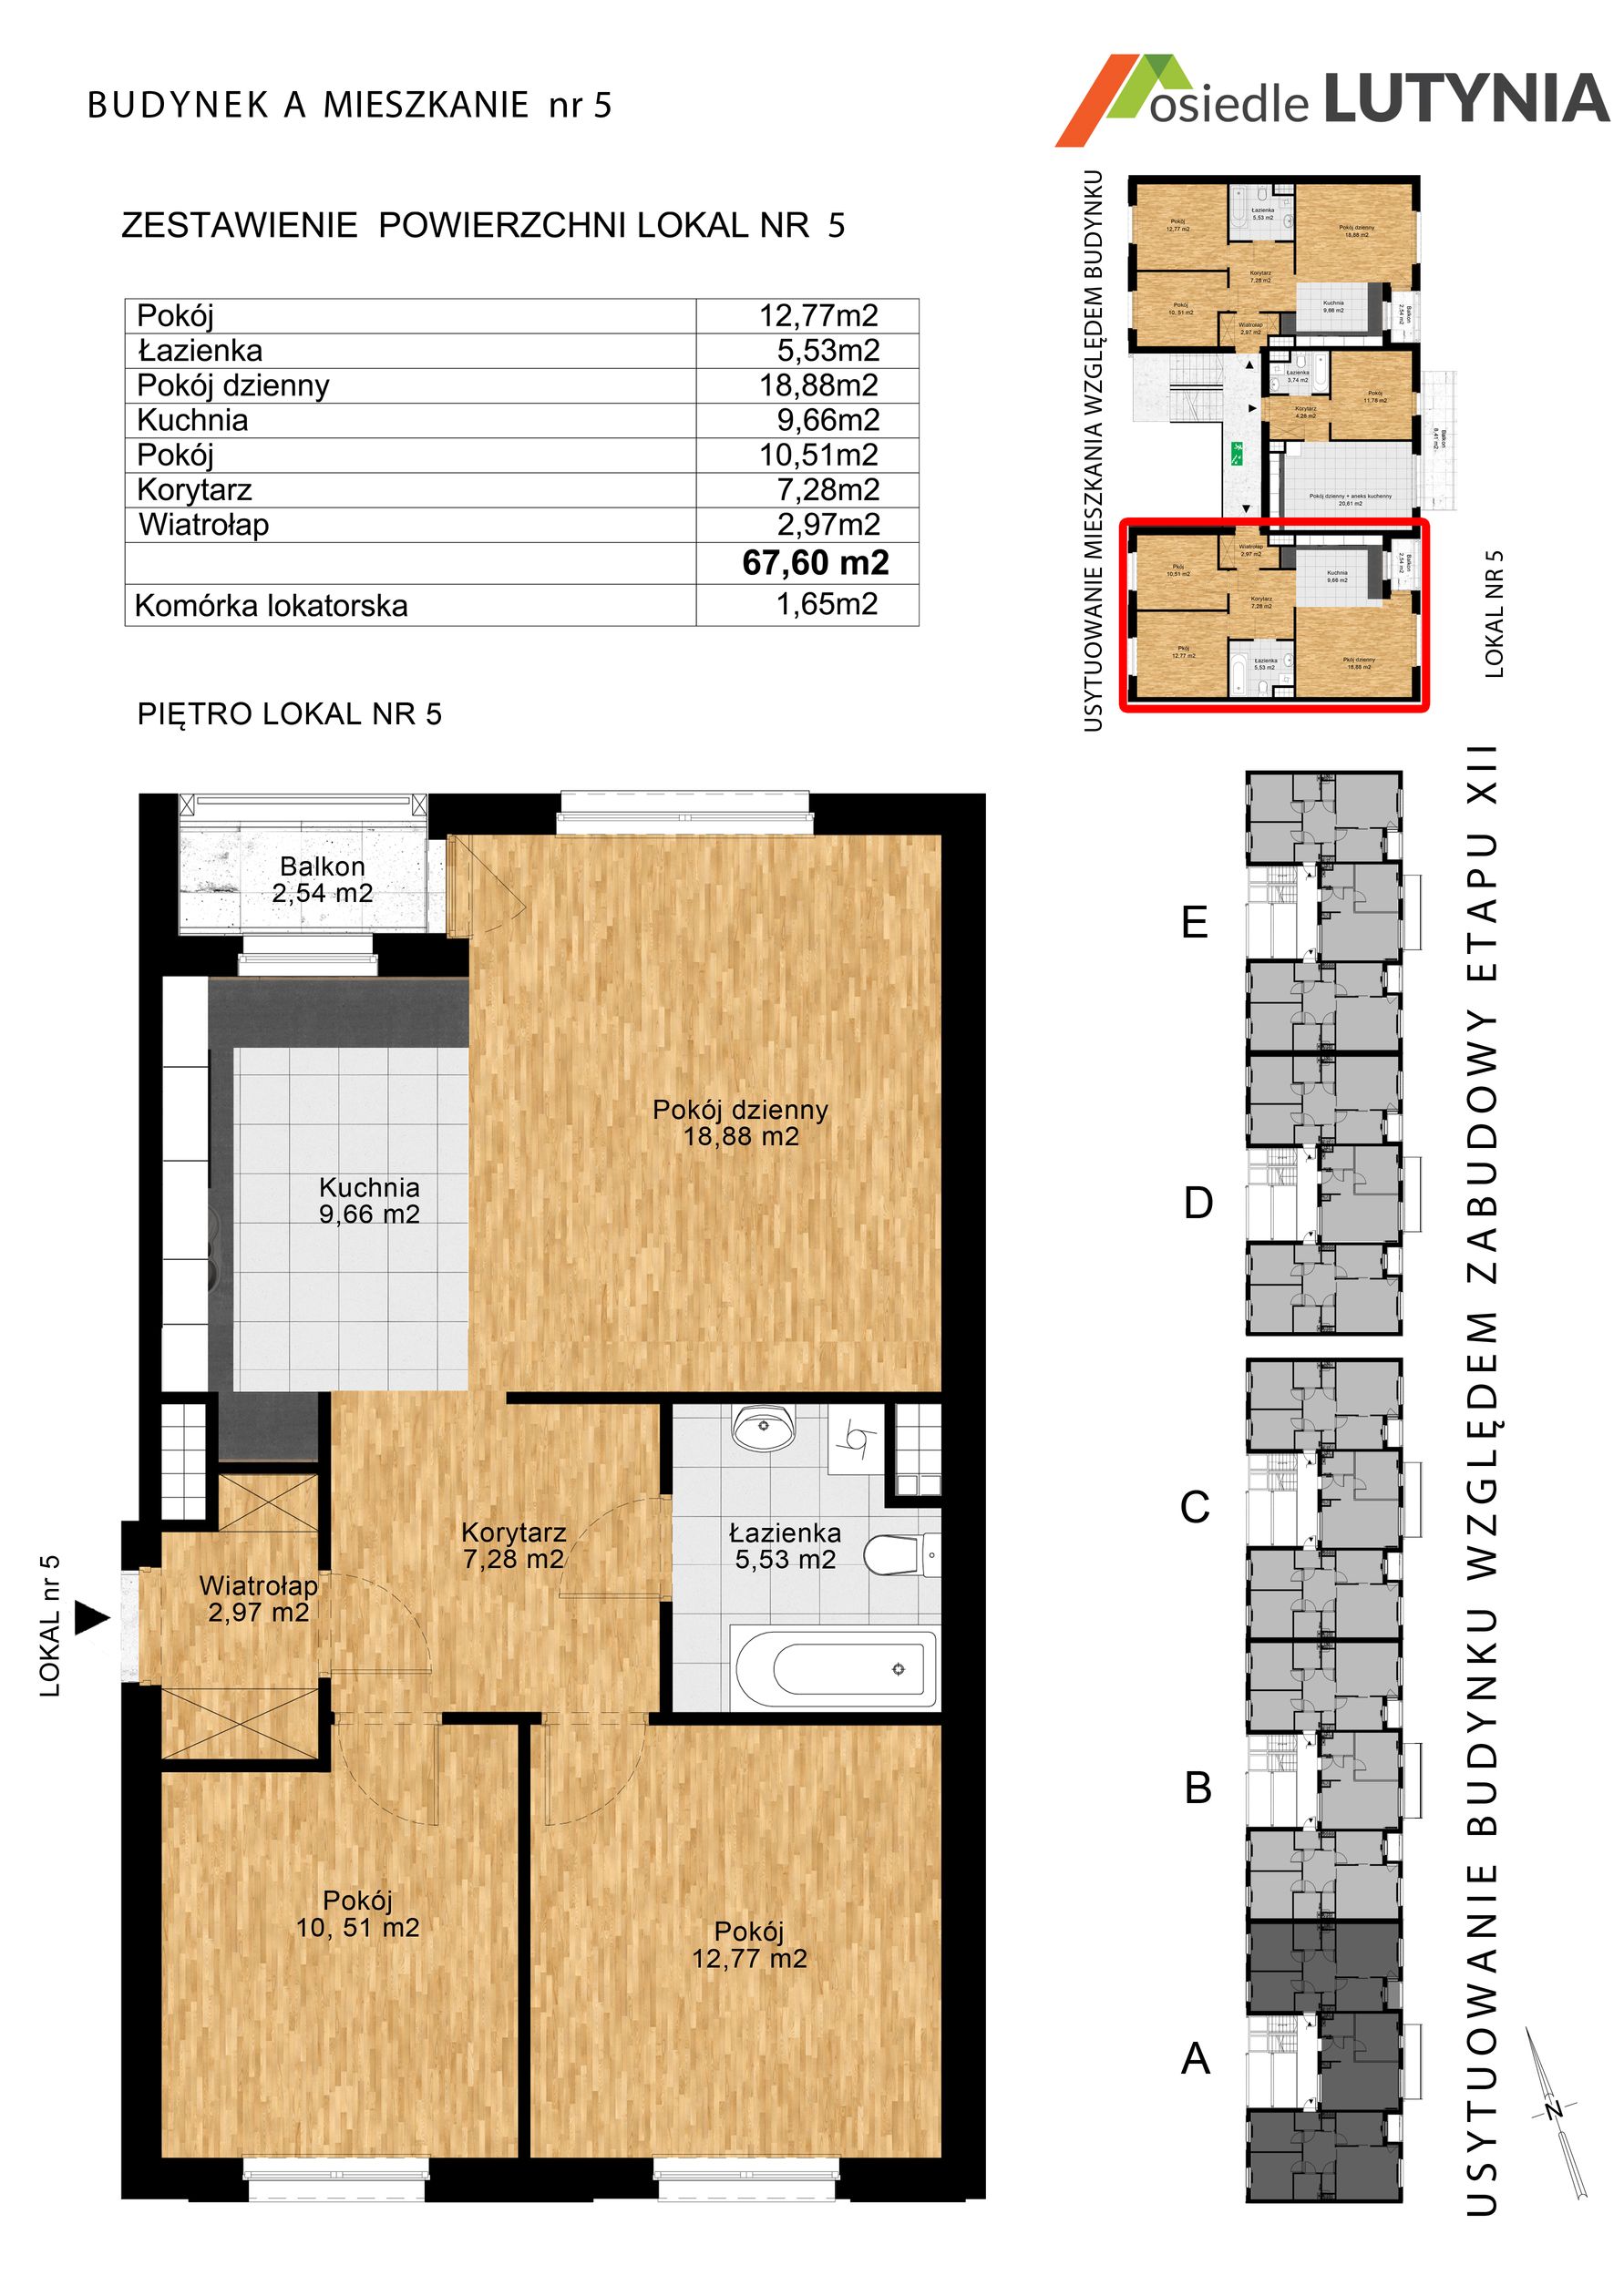 BUDYNEK A MIESZKANIE nr 5
osiedle LUTYNIA
ZESTAWIENIE POWIERZCHNI LOKAL NR 5
Pokój 12,77m2
Łazienka 5,53m2
Pokój dzienny 18,88m2
Kuchnia 9,66m2
Pokój 10,51m2
Korytarz 7,28m2
Wiatrołap 2,97m2
67,60 m2
Komórka lokatorska 1,65m2
USYTUOWANIE MIESZKANIA WZGLĘDEM BUDYNKU
Pokój
12,77 m2
Łazienka
5,53 m2
Pokój dzienny
18,88 m2
Korytarz
7,28 m2
Pokój
10, 51 m2
Kuchnia
9,66 m2
Wiatrołap
2,97 m2
Balkon
2,54 m2
Łazienka
3,74 m2
Pokój
11,78 m2
Korytarz
4,28 m2
Balkon
8,41 m2
Pokój dzienny + aneks kuchenny
20,61 m2
Wiatrołap
2,97 m2
Pkój
10,51 m2
Kuchnia
9,66 m2
Balkon
2,54 m2
Korytarz
7,28 m2
Pkój
12,77 m2
Łazienka
5,53 m2
Pkój dzienny
18,88 m2
LOKAL NR 5
PIĘTRO LOKAL NR 5
Balkon
2,54 m2
Pokój dzienny
18,88 m2
Kuchnia
9,66 m2
Korytarz
7,28 m2
Łazienka
5,53 m2
Wiatrołap
2,97 m2
LOKAL nr 5
Pokój
10, 51 m2
Pokój
12,77 m2
E
D
C
B
A
USYTUOWANIE BUDYNKU WZGLĘDEM ZABUDOWY ETAPU XII
N